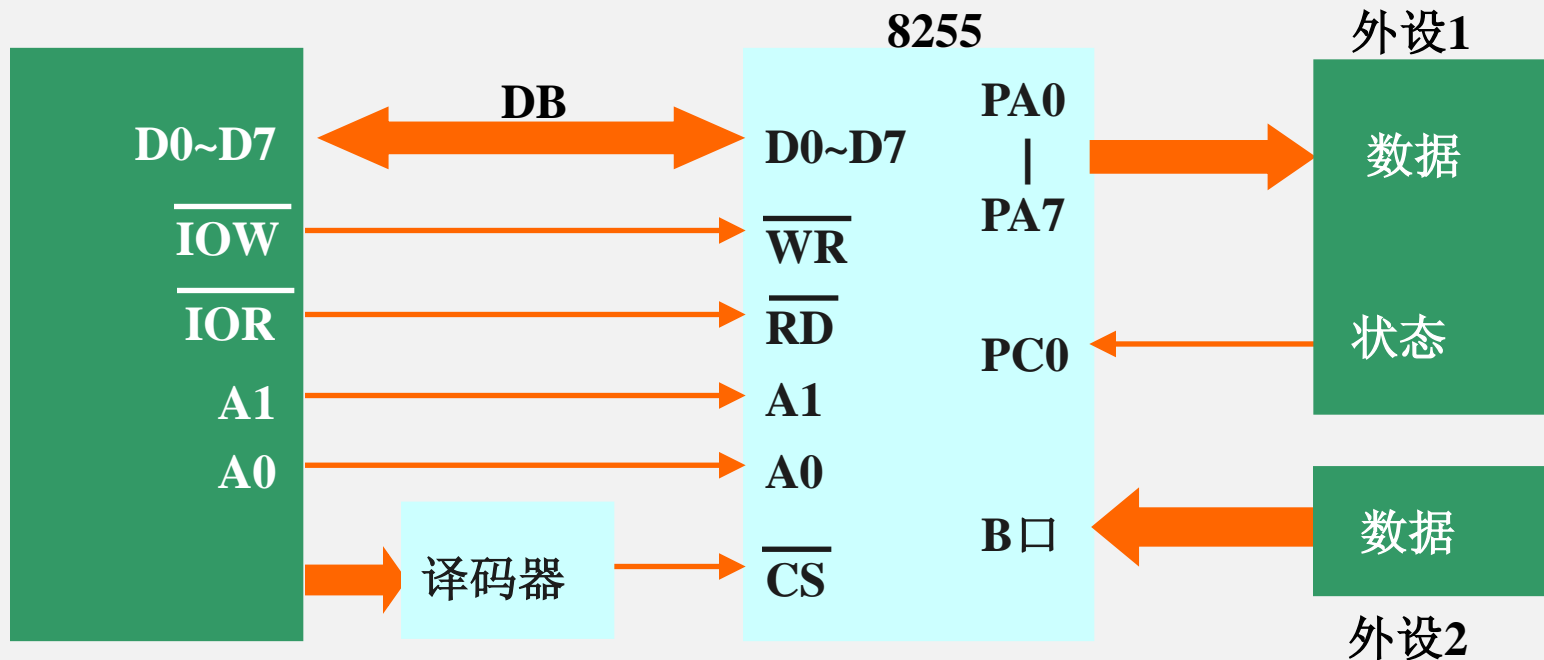 8255
外设1
D0~D7
DB
D0~D7
PA0
|
PA7
数据
IOW
WR
IOR
RD
PC0
状态
A1
A1
A0
A0
译码器
CS
B口
数据
外设2